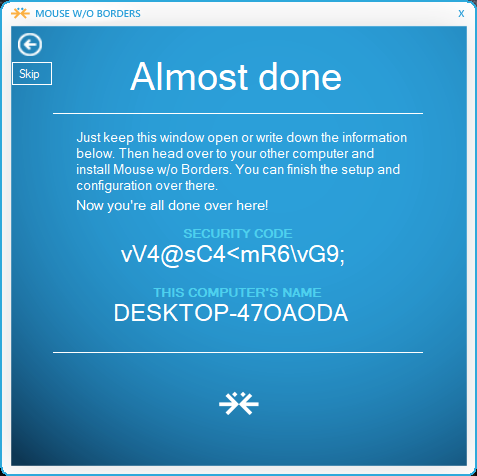 MOUSE W/O BORDERS
X
Skip
Almost done
Just keep this window open or write down the information
below. Then head over to your other computer and
install Mouse w/o Borders. You can finish the setup and
configuration over there.
Now you're all done over here!
SECURITY CODE
vV4@sC4<mR6\vG9;
THIS COMPUTER'S NAME
DESKTOP-47OAODA